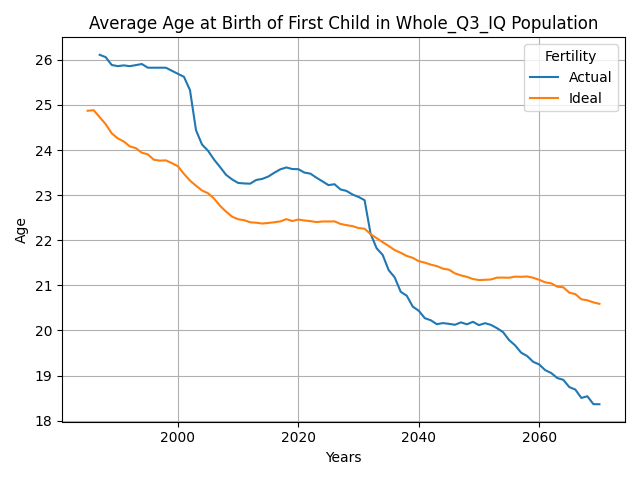 Average Age at Birth of First Child in Whole_Q3_IQ Population
Fertility
Actual
Ideal
Age
26
25
24
23
22
21
20
19
18
2000
2020
2040
2060
Years